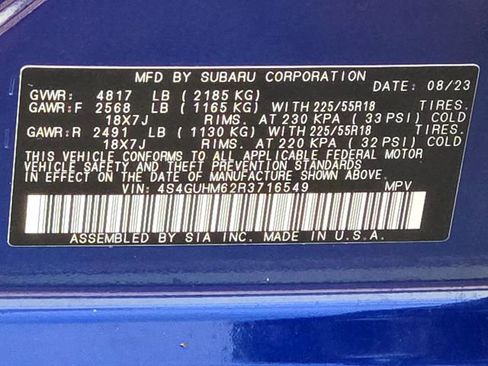 MFD BY SUBARU CORPORATION
DATE: 08/23
GVWR: 4817 LB ( 2185 KG)
GAWR:F 2568 LB ( 1165 KG) WITH 225/55R18 TIRES.
18X7J RIMS. AT 230 KPA ( 33 PSI) COLD
GAWR:R 2491 LB ( 1130 KG) WITH 225/55R18 TIRES.
18X7J RIMS. AT 220 KPA ( 32 PSI) COLD
THIS VEHICLE CONFORMS TO ALL APPLICABLE FEDERAL MOTOR
VEHICLE SAFETY AND THEFT PREVENTION STANDARDS
IN EFFECT ON THE DATE OF MANUFACTURE SHOWN ABOVE.
VIN: 4S4GUHM62R3716549 MPV
ASSEMBLED BY SIA INC. MADE IN U.S.A.